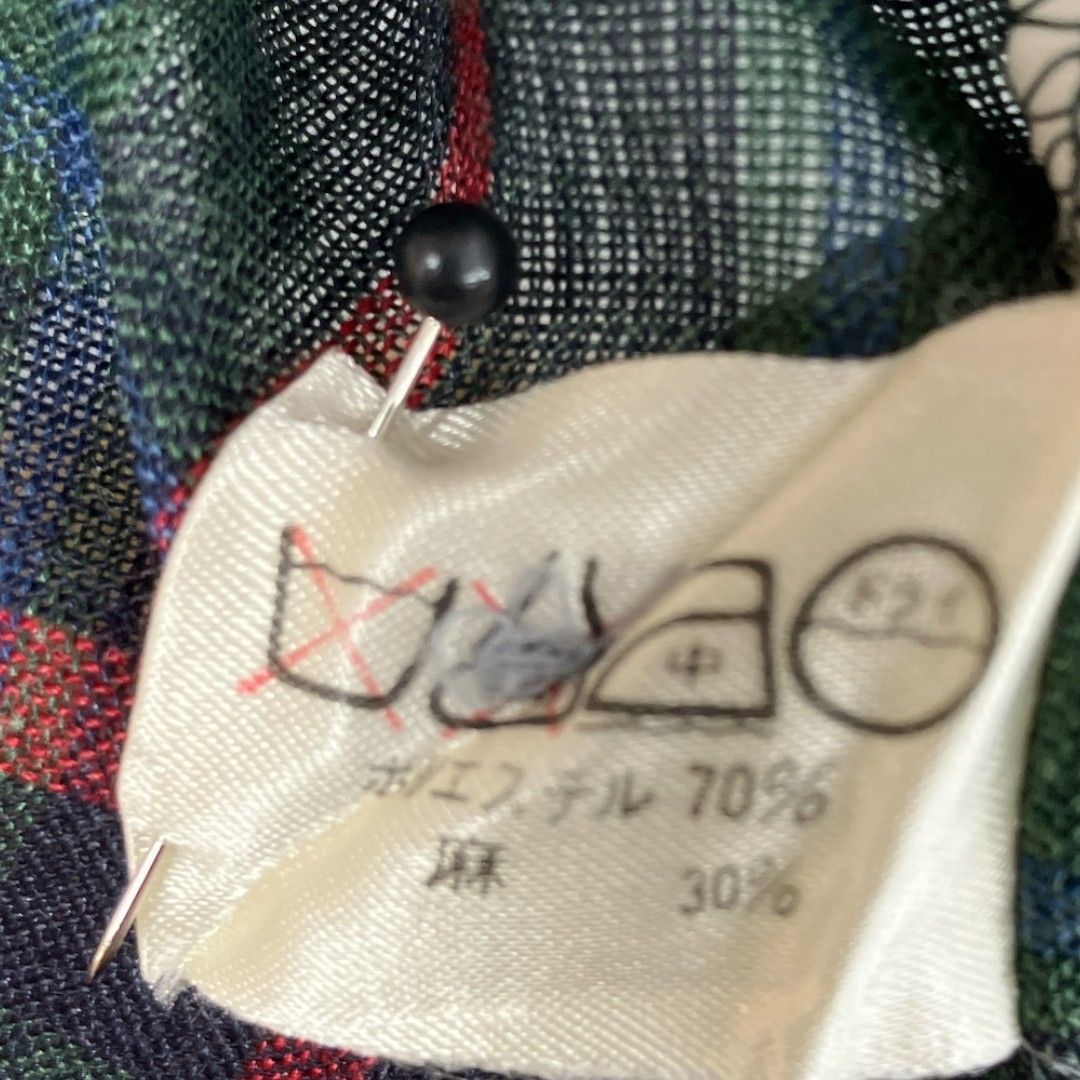 中
ドライ
ポリエステル 70%
麻 30%